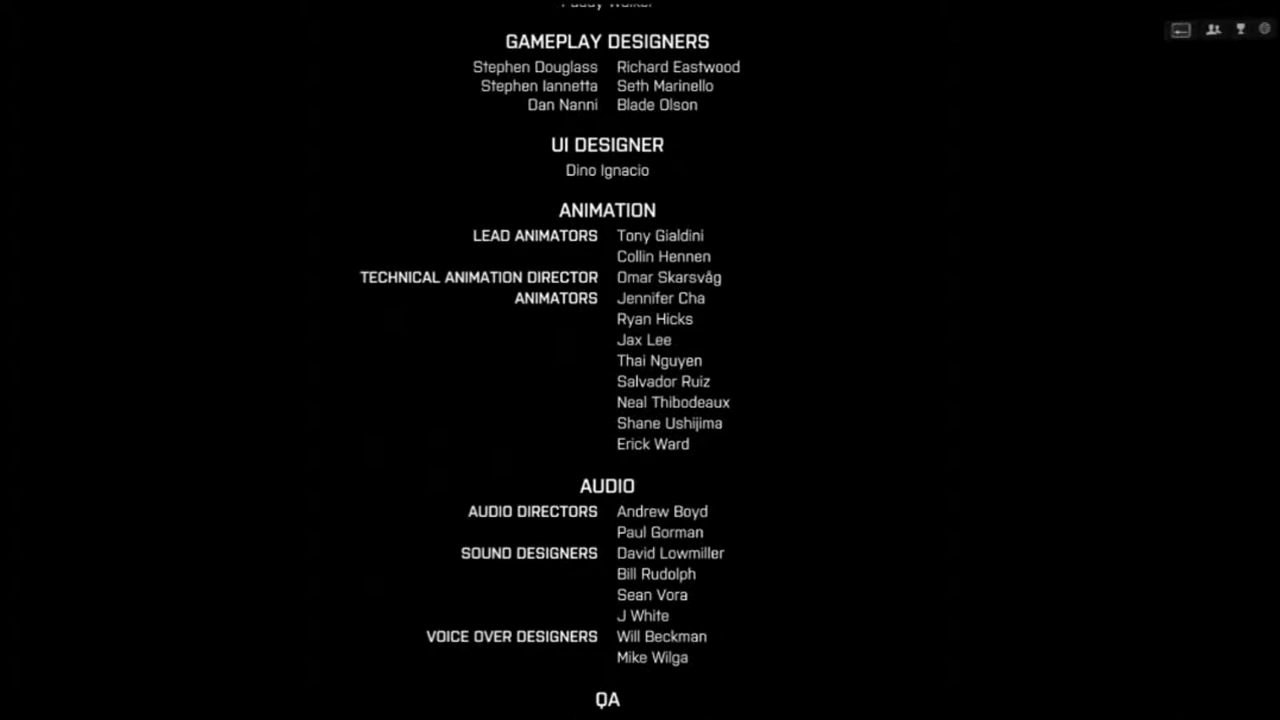 GAMEPLAY DESIGNERS
Stephen Douglass Richard Eastwood
Stephen Iannetta Seth Marinello
Dan Nanni Blade Olson
UI DESIGNER
Dino Ignacio
ANIMATION
LEAD ANIMATORS Tony Gialdini
Collin Hennen
TECHNICAL ANIMATION DIRECTOR Omar Skarsvåg
ANIMATORS Jennifer Cha
Ryan Hicks
Jax Lee
Thai Nguyen
Salvador Ruiz
Neal Thibodeaux
Shane Ushijima
Erick Ward
AUDIO
AUDIO DIRECTORS Andrew Boyd
Paul Gorman
SOUND DESIGNERS David Lowmiller
Bill Rudolph
Sean Vora
J White
VOICE OVER DESIGNERS Will Beckman
Mike Wilga
QA